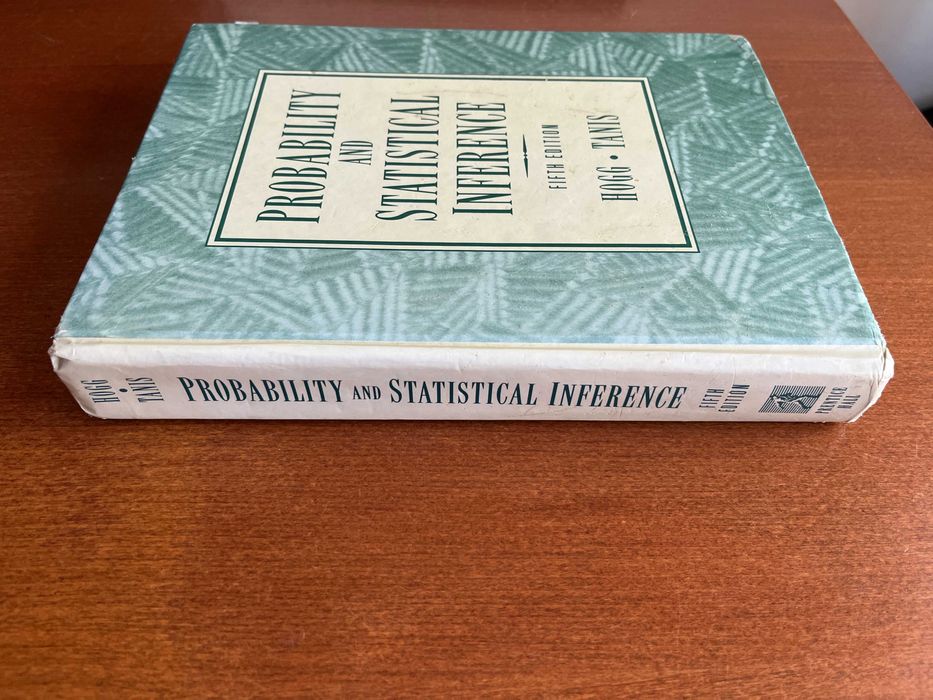 PROBABILITY
AND
STATISTICAL
INFERENCE
FIFTH EDITION
HOGG • TANIS
HOGG
•
TANIS
PROBABILITY AND STATISTICAL INFERENCE
FIFTH
EDITION
PRENTICE
HALL